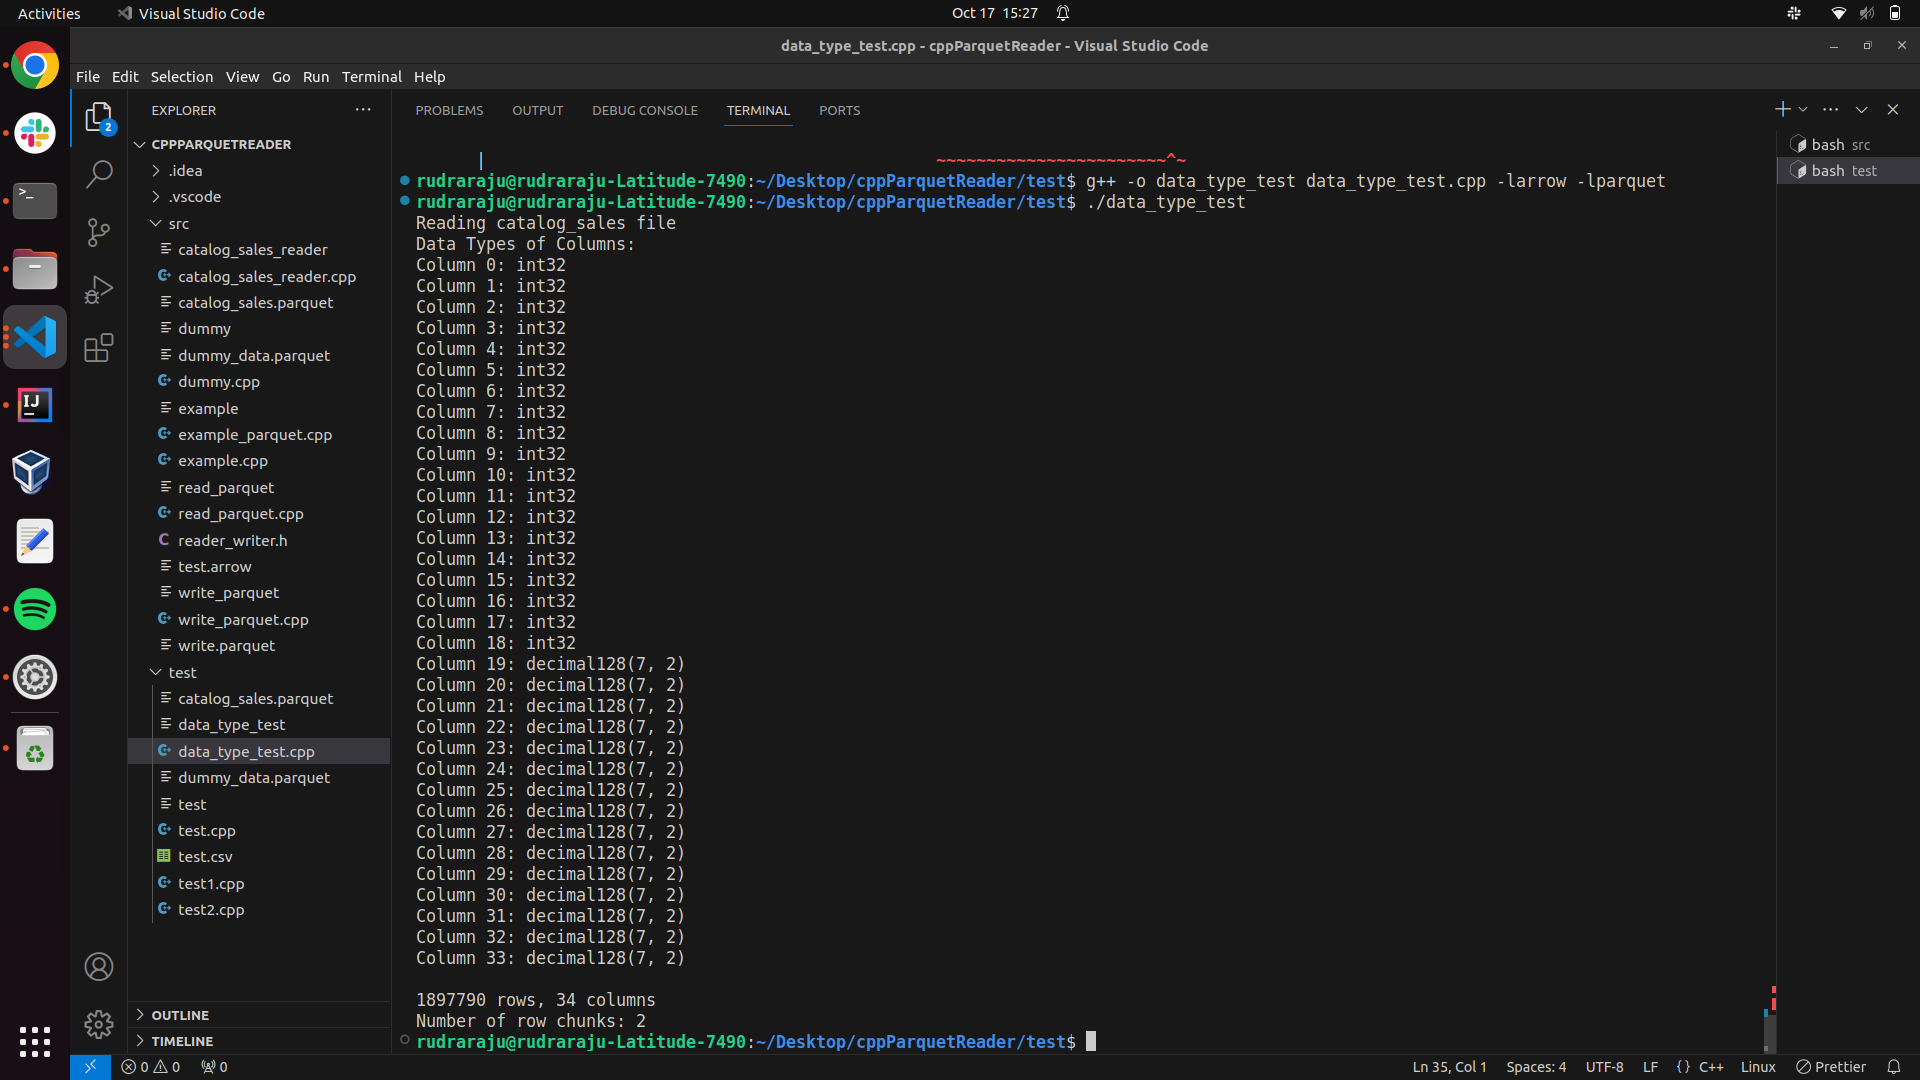 Activities
Visual Studio Code
Oct 17 15:27
data_type_test.cpp - cppParquetReader - Visual Studio Code
File Edit Selection View Go Run Terminal Help
EXPLORER
2
CPPPARQUETREADER
.idea
.vscode
src
catalog_sales_reader
catalog_sales_reader.cpp
catalog_sales.parquet
dummy
dummy_data.parquet
dummy.cpp
example
example_parquet.cpp
example.cpp
read_parquet
read_parquet.cpp
reader_writer.h
test.arrow
write_parquet
write_parquet.cpp
write.parquet
test
catalog_sales.parquet
data_type_test
data_type_test.cpp
dummy_data.parquet
test
test.cpp
test.csv
test1.cpp
test2.cpp
OUTLINE
TIMELINE
PROBLEMS OUTPUT DEBUG CONSOLE TERMINAL PORTS
| ~~~~~~~~~~~~~~~~~~~~~~~^~
rudraraju@rudraraju-Latitude-7490:~/Desktop/cppParquetReader/test$ g++ -o data_type_test data_type_test.cpp -larrow -lparquet
rudraraju@rudraraju-Latitude-7490:~/Desktop/cppParquetReader/test$ ./data_type_test
Reading catalog_sales file
Data Types of Columns:
Column 0: int32
Column 1: int32
Column 2: int32
Column 3: int32
Column 4: int32
Column 5: int32
Column 6: int32
Column 7: int32
Column 8: int32
Column 9: int32
Column 10: int32
Column 11: int32
Column 12: int32
Column 13: int32
Column 14: int32
Column 15: int32
Column 16: int32
Column 17: int32
Column 18: int32
Column 19: decimal128(7, 2)
Column 20: decimal128(7, 2)
Column 21: decimal128(7, 2)
Column 22: decimal128(7, 2)
Column 23: decimal128(7, 2)
Column 24: decimal128(7, 2)
Column 25: decimal128(7, 2)
Column 26: decimal128(7, 2)
Column 27: decimal128(7, 2)
Column 28: decimal128(7, 2)
Column 29: decimal128(7, 2)
Column 30: decimal128(7, 2)
Column 31: decimal128(7, 2)
Column 32: decimal128(7, 2)
Column 33: decimal128(7, 2)
1897790 rows, 34 columns
Number of row chunks: 2
rudraraju@rudraraju-Latitude-7490:~/Desktop/cppParquetReader/test$
bash src
bash test
0 0 0
Ln 35, Col 1 Spaces: 4 UTF-8 LF {} C++ Linux Prettier
IJ